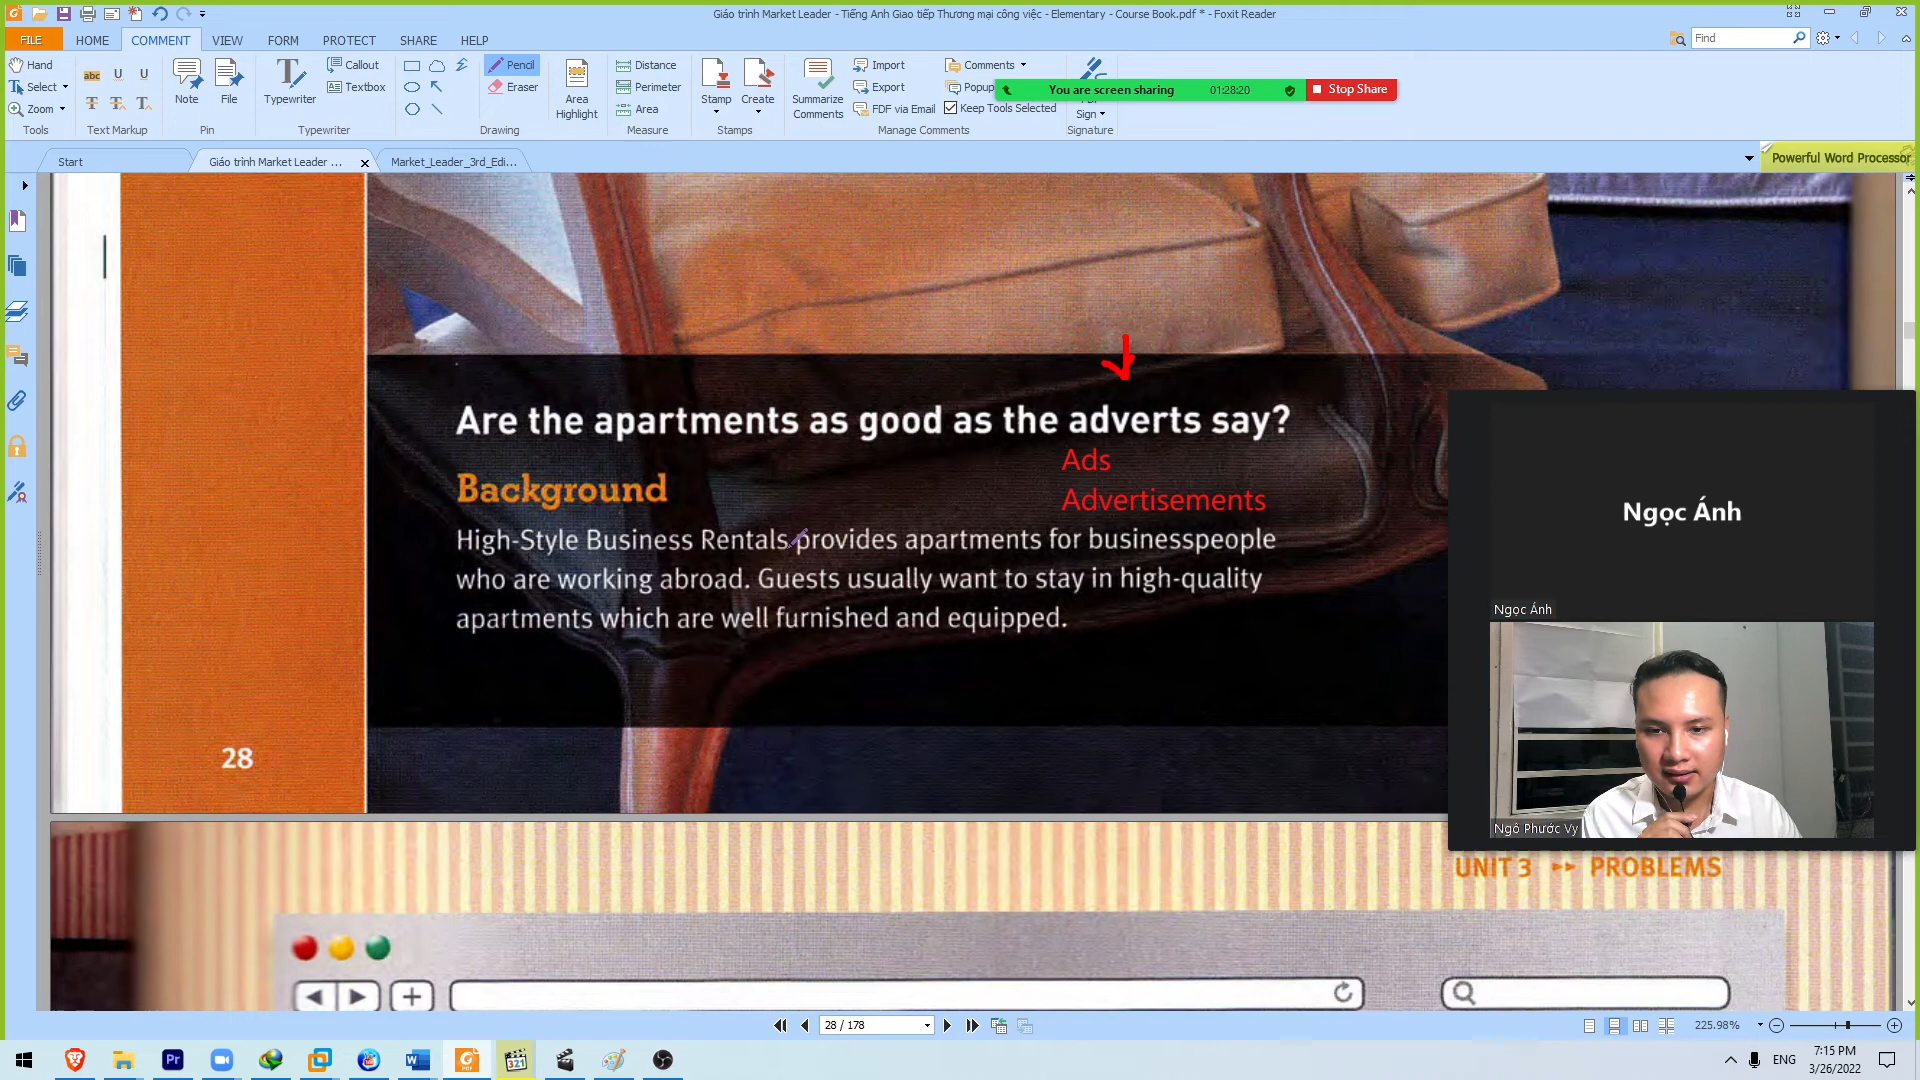 Giáo trình Market Leader - Tiếng Anh Giao tiếp Thương mại công việc - Elementary - Course Book.pdf * - Foxit Reader
FILE HOME COMMENT VIEW FORM PROTECT SHARE HELP Find
Hand abc U U Callout Pencil Distance Import Comments
You are screen sharing 01:28:20 Stop Share
Select Note File Typewriter Textbox Eraser Area Highlight Perimeter Stamp Create Summarize Comments Export Popup
Zoom T T T Area FDF via Email Keep Tools Selected Sign
Tools Text Markup Pin Typewriter Drawing Measure Stamps Manage Comments Signature
Start Giáo trình Market Leader ... Market_Leader_3rd_Edi... Powerful Word Processor
Are the apartments as good as the adverts say?
Ads
Background
Advertisements
High-Style Business Rentals provides apartments for businesspeople
who are working abroad. Guests usually want to stay in high-quality
apartments which are well furnished and equipped.
28
Ngọc Ánh
Ngọc Ánh
Ngô Phước Vy
UNIT 3 ▸▸ PROBLEMS
28 / 178 225.98%
Pr W PDF 321 ENG 7:15 PM
3/26/2022